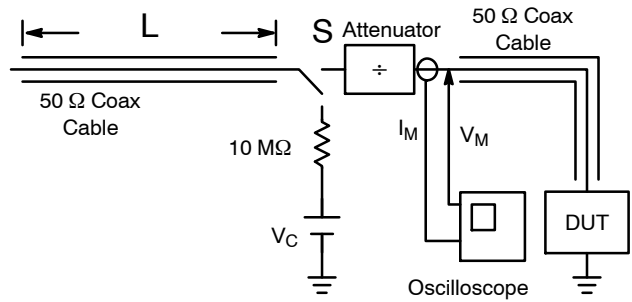 L
S
Attenuator
÷
50 Ω Coax
Cable
50 Ω Coax
Cable
10 MΩ
I_M
V_M
V_C
DUT
Oscilloscope